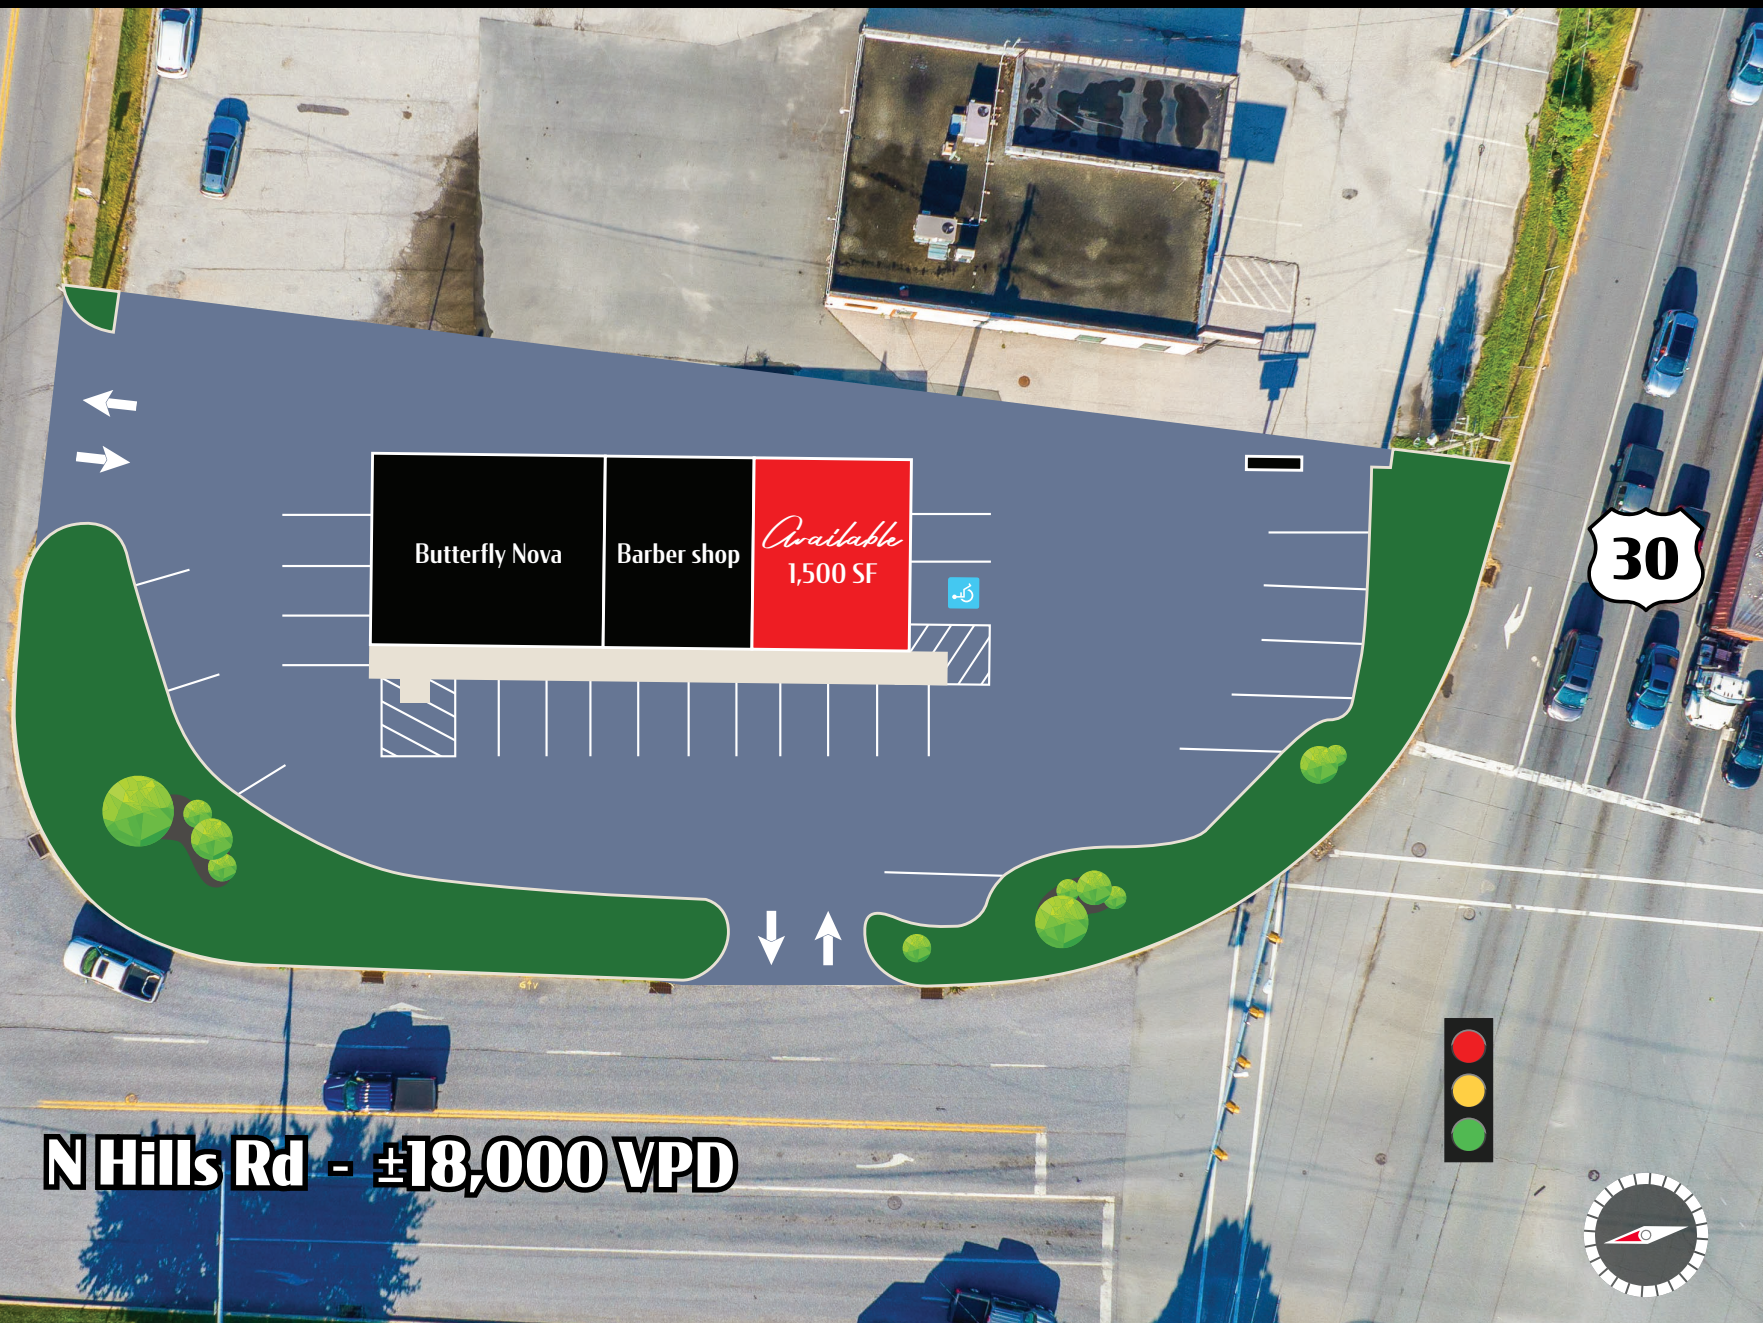 Butterfly Nova
Barber shop
Available
1,500 SF
30
N Hills Rd - ±18,000 VPD